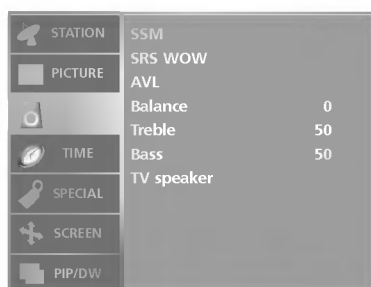 STATION
PICTURE
TIME
SPECIAL
SCREEN
PIP/DW
SSM
SRS WOW
AVL
Balance 0
Treble 50
Bass 50
TV speaker